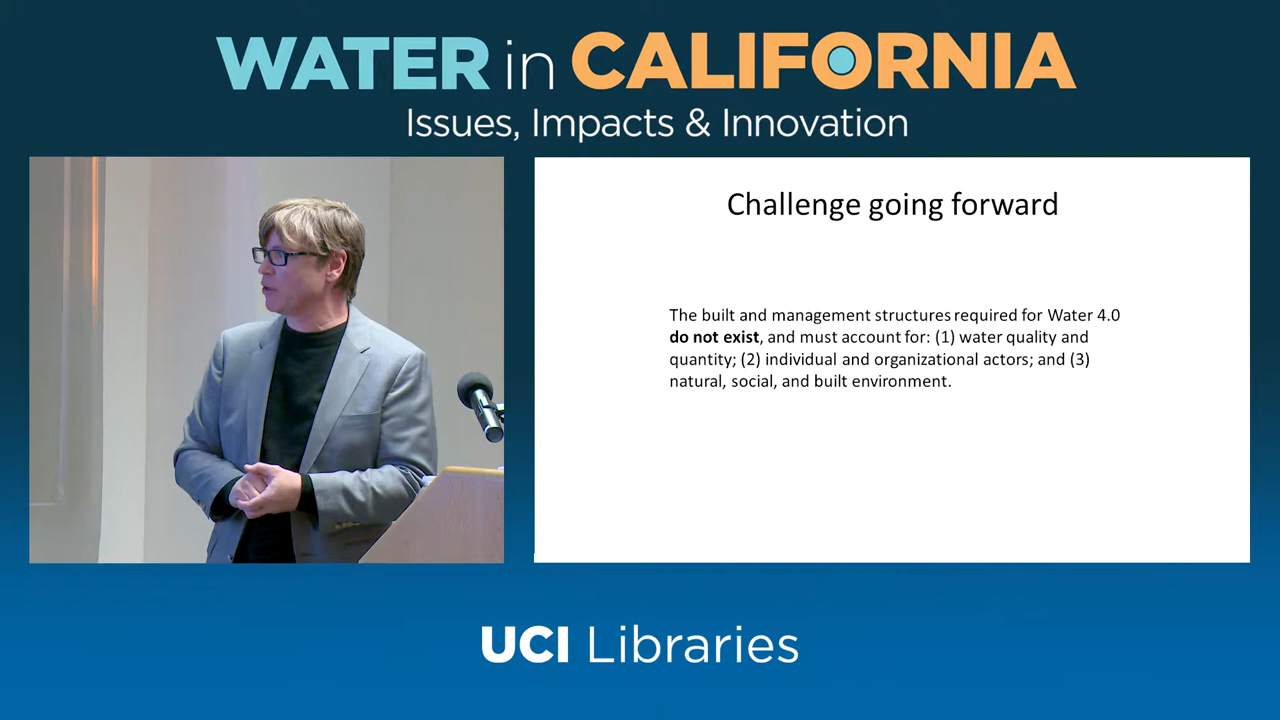 WATER in CALIFORNIA
Issues, Impacts & Innovation
Challenge going forward
The built and management structures required for Water 4.0
do not exist, and must account for: (1) water quality and
quantity; (2) individual and organizational actors; and (3)
natural, social, and built environment.
UCI Libraries